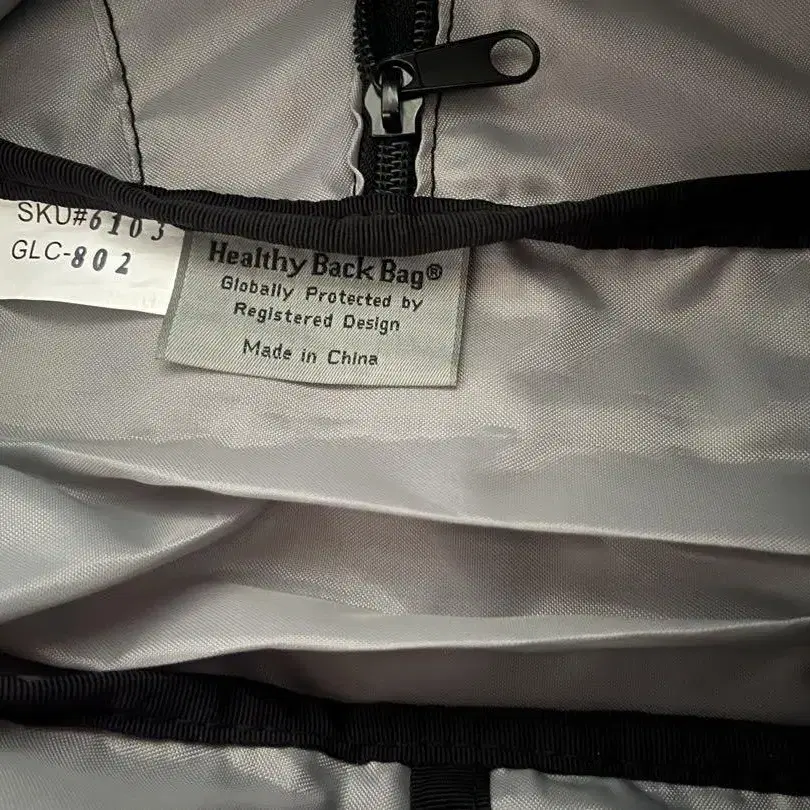 SKU#6103
GLC-802
Healthy Back Bag®
Globally Protected by
Registered Design
Made in China